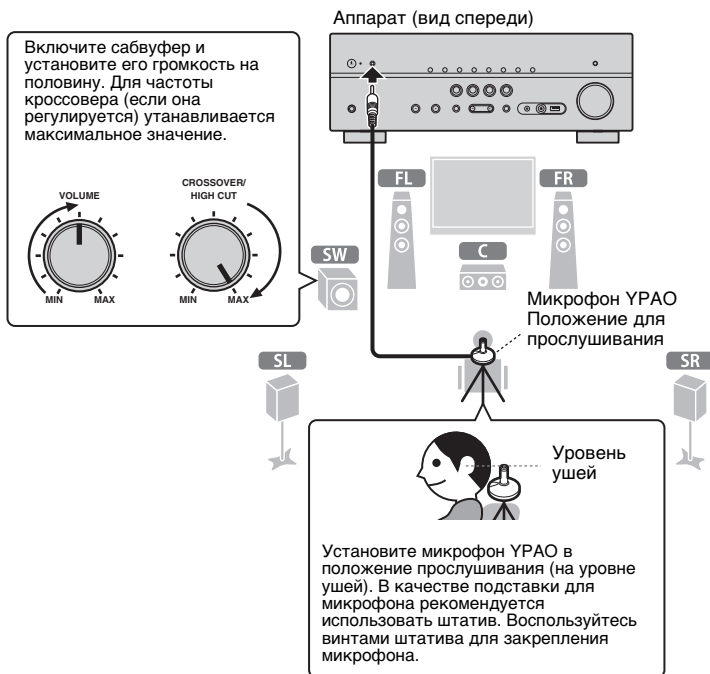 Аппарат (вид спереди)
Включите сабвуфер и
установите его громкость на
половину. Для частоты
кроссовера (если она
регулируется) утанавливается
максимальное значение.
VOLUME
MIN
MAX
CROSSOVER/
HIGH CUT
MIN
MAX
FL
FR
SW
C
Микрофон YPAO
Положение для
прослушивания
SL
SR
Уровень
ушей
Установите микрофон YPAO в
положение прослушивания (на уровне
ушей). В качестве подставки для
микрофона рекомендуется
использовать штатив. Воспользуйтесь
винтами штатива для закрепления
микрофона.